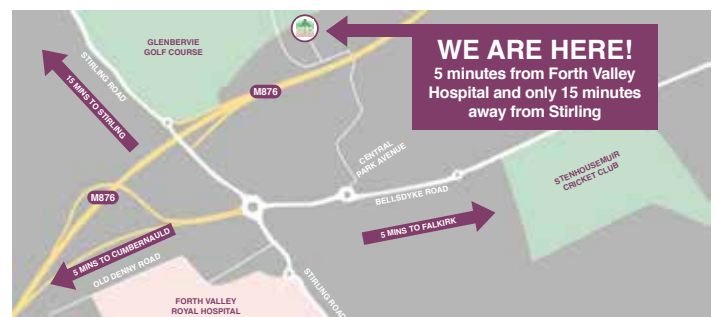 GLENBERVIE
GOLF COURSE
WE ARE HERE!
5 minutes from Forth Valley
Hospital and only 15 minutes
away from Stirling
STIRLING ROAD
15 MINS TO STIRLING
M876
CENTRAL
PARK AVENUE
STENHOUSEMUIR
CRICKET CLUB
M876
BELLSDYKE ROAD
5 MINS TO FALKIRK
5 MINS TO CUMBERNAULD
OLD DENNY ROAD
STIRLING ROAD
FORTH VALLEY
ROYAL HOSPITAL